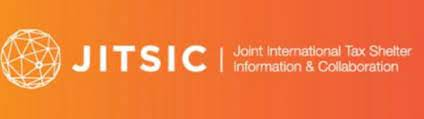 JITSIC
Joint International Tax Shelter
Information & Collaboration